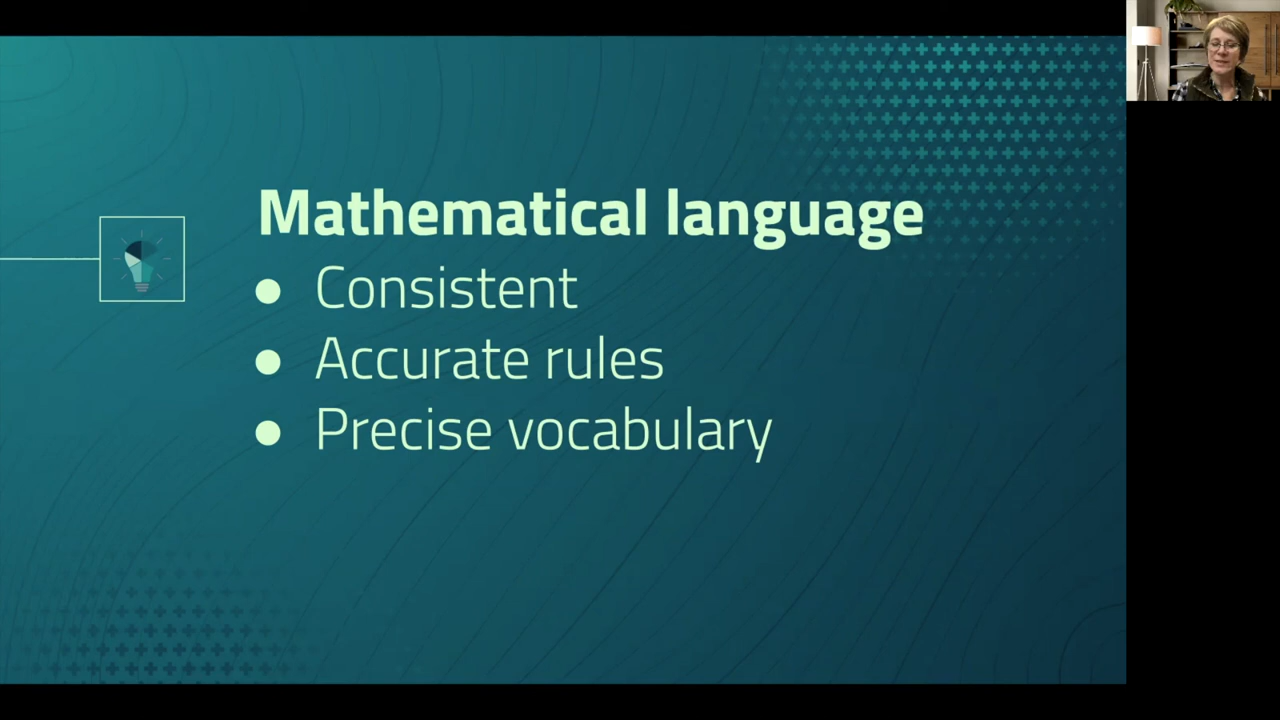 Mathematical language
● Consistent
● Accurate rules
● Precise vocabulary